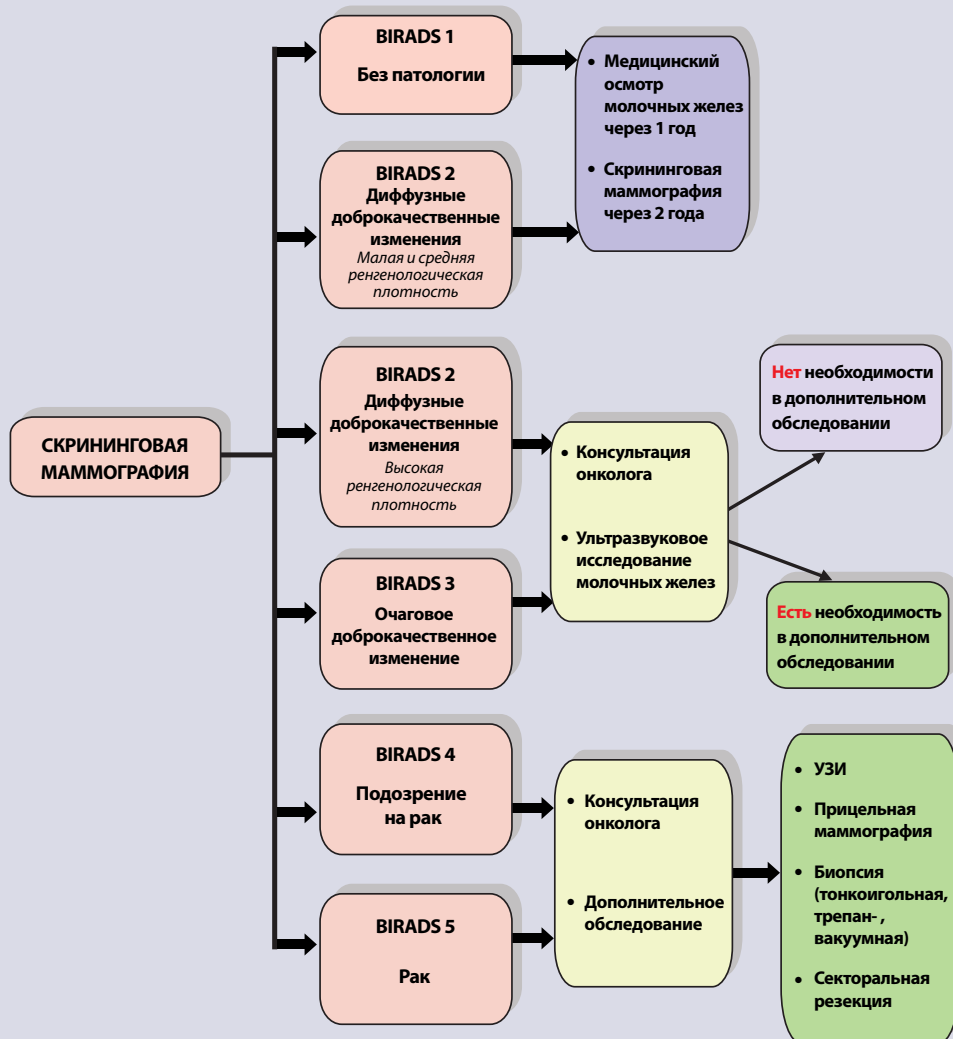 BIRADS 1
Без патологии
• Медицинский
осмотр
молочных желез
через 1 год
• Скрининговая
маммография
через 2 года
BIRADS 2
Диффузные
доброкачественные
изменения
Малая и средняя
ренгенологическая
плотность
СКРИНИНГОВАЯ
МАММОГРАФИЯ
BIRADS 2
Диффузные
доброкачественные
изменения
Высокая
ренгенологическая
плотность
BIRADS 3
Очаговое
доброкачественное
изменение
• Консультация
онколога
• Ультразвуковое
исследование
молочных желез
Нет необходимости
в дополнительном
обследовании
Есть необходимость
в дополнительном
обследовании
BIRADS 4
Подозрение
на рак
BIRADS 5
Рак
• Консультация
онколога
• Дополнительное
обследование
• УЗИ
• Прицельная
маммография
• Биопсия
(тонкоигольная,
трепан- ,
вакуумная)
• Секторальная
резекция